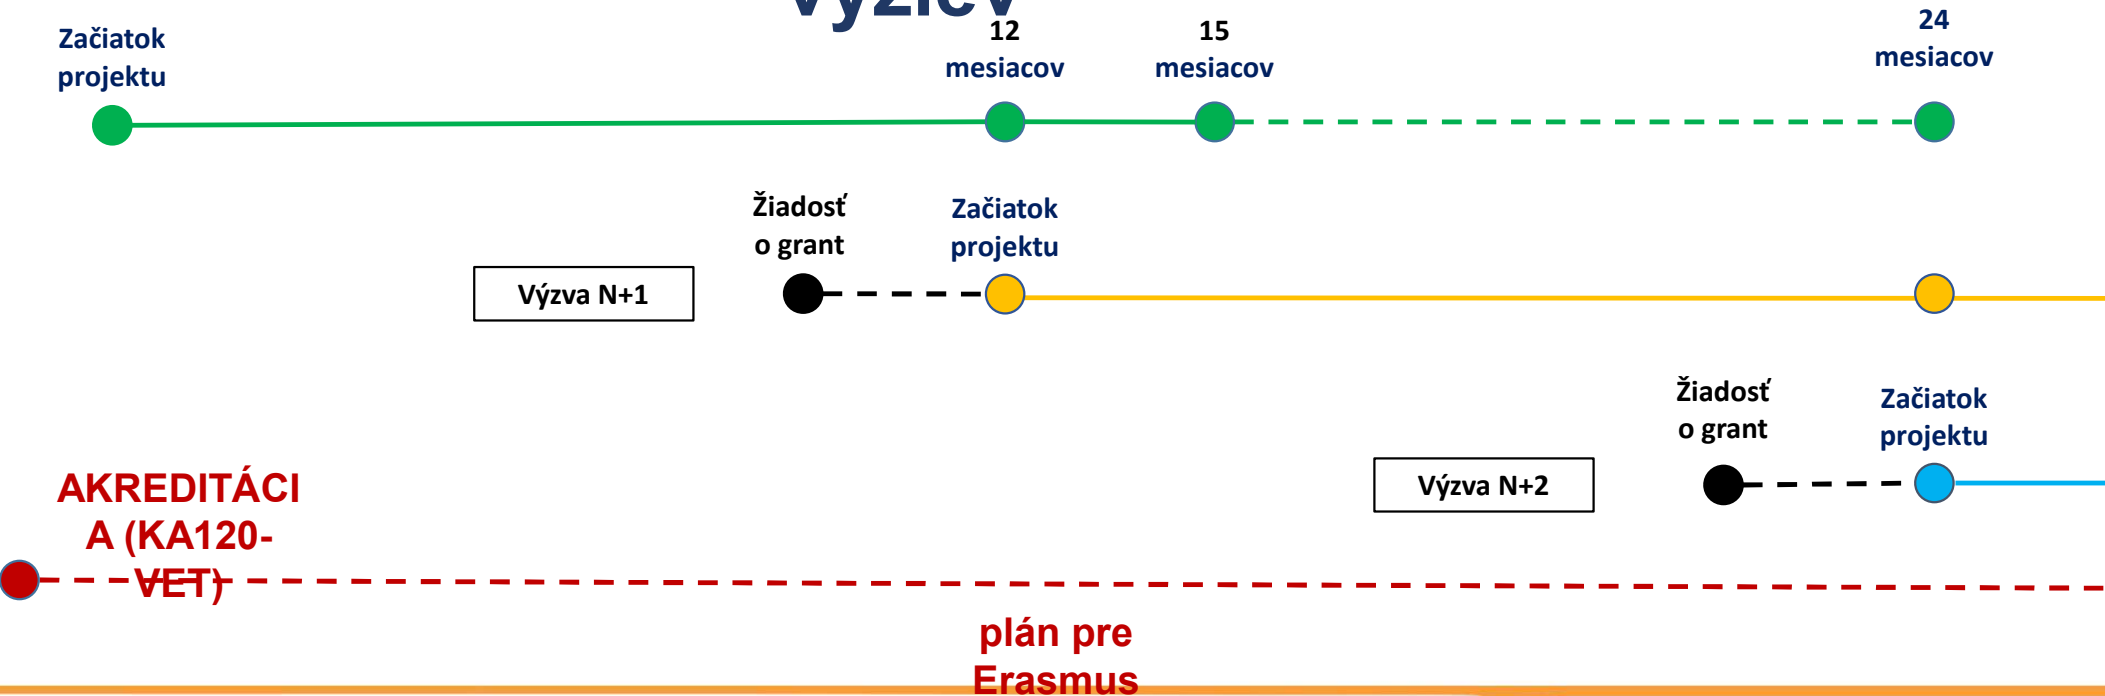 výziev
Začiatok
projektu
12
mesiacov
15
mesiacov
24
mesiacov
Žiadosť
o grant
Začiatok
projektu
Výzva N+1
Žiadosť
o grant
Začiatok
projektu
Výzva N+2
AKREDITÁCI
A (KA120-
VET)
plán pre
Erasmus